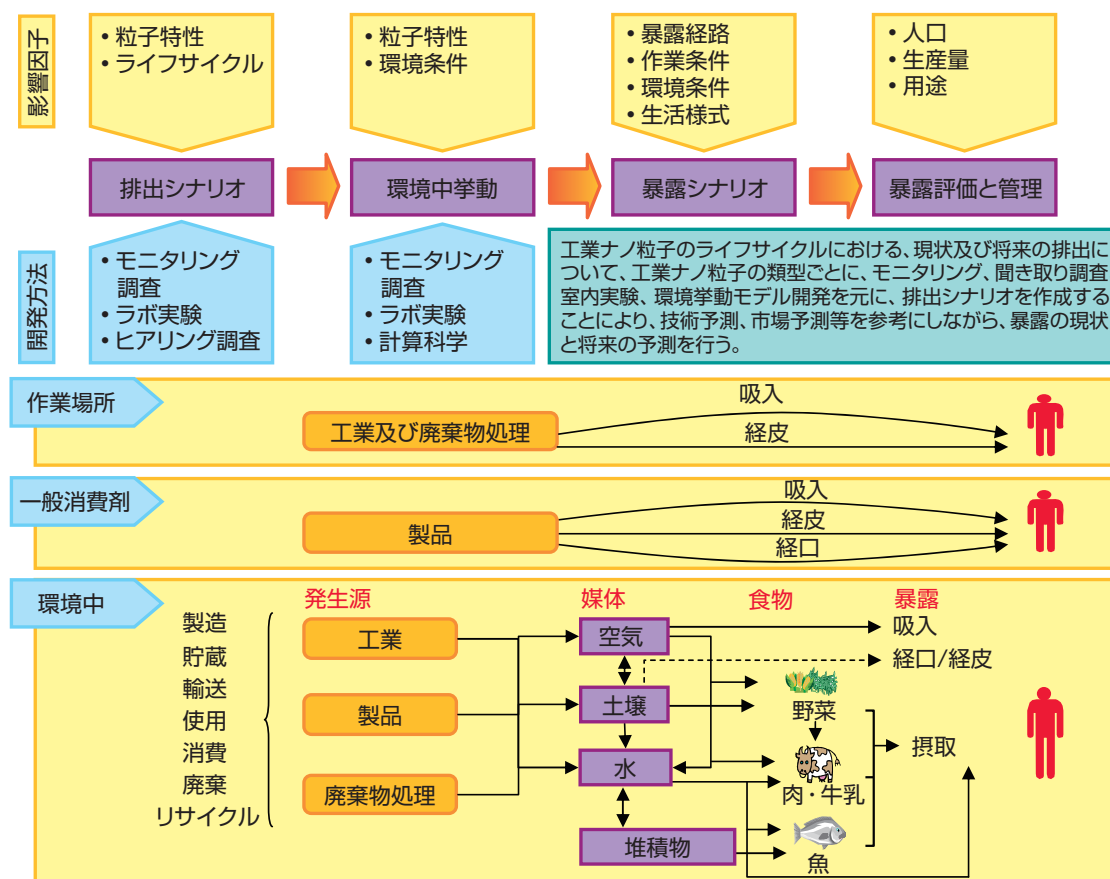 影響因子
• 粒子特性
• ライフサイクル
• 粒子特性
• 環境条件
• 暴露経路
• 作業条件
• 環境条件
• 生活様式
• 人口
• 生産量
• 用途
排出シナリオ
環境中挙動
暴露シナリオ
暴露評価と管理
開発方法
• モニタリング
調査
• ラボ実験
• ヒアリング調査
• モニタリング
調査
• ラボ実験
• 計算科学
工業ナノ粒子のライフサイクルにおける、現状及び将来の排出に
ついて、工業ナノ粒子の類型ごとに、モニタリング、聞き取り調査
室内実験、環境挙動モデル開発を元に、排出シナリオを作成する
ことにより、技術予測、市場予測等を参考にしながら、暴露の現状
と将来の予測を行う。
作業場所
工業及び廃棄物処理
吸入
経皮
一般消費剤
製品
吸入
経皮
経口
環境中
発生源
媒体
食物
暴露
製造
貯蔵
輸送
使用
消費
廃棄
リサイクル
工業
製品
廃棄物処理
空気
土壌
水
堆積物
野菜
肉・牛乳
魚
吸入
経口/経皮
摂取